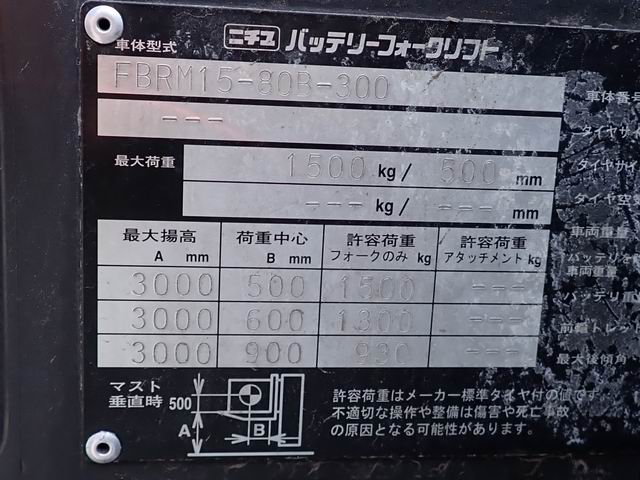 ニチユ バッテリーフォークリフト
車体型式
FBRM15-80B-300
車体番号
---
タイヤサイ
最大荷重 1500 kg/ 500 mm
タイヤサイ
--- kg/ --- mm
タイヤ空
最大揚高 A mm 荷重中心 B mm 許容荷重 フォークのみ kg 許容荷重 アタッチメント kg
車両重量
3000 500 1500 ---
車両重量
バッテリ重
3000 600 1300 ---
前輪トレッ
3000 900 930 ---
最大後傾角
マスト
垂直時 500
A B
許容荷重はメーカー標準タイヤ付の値です.
不適切な操作や整備は傷害や死亡事故
の原因となる可能性があります.